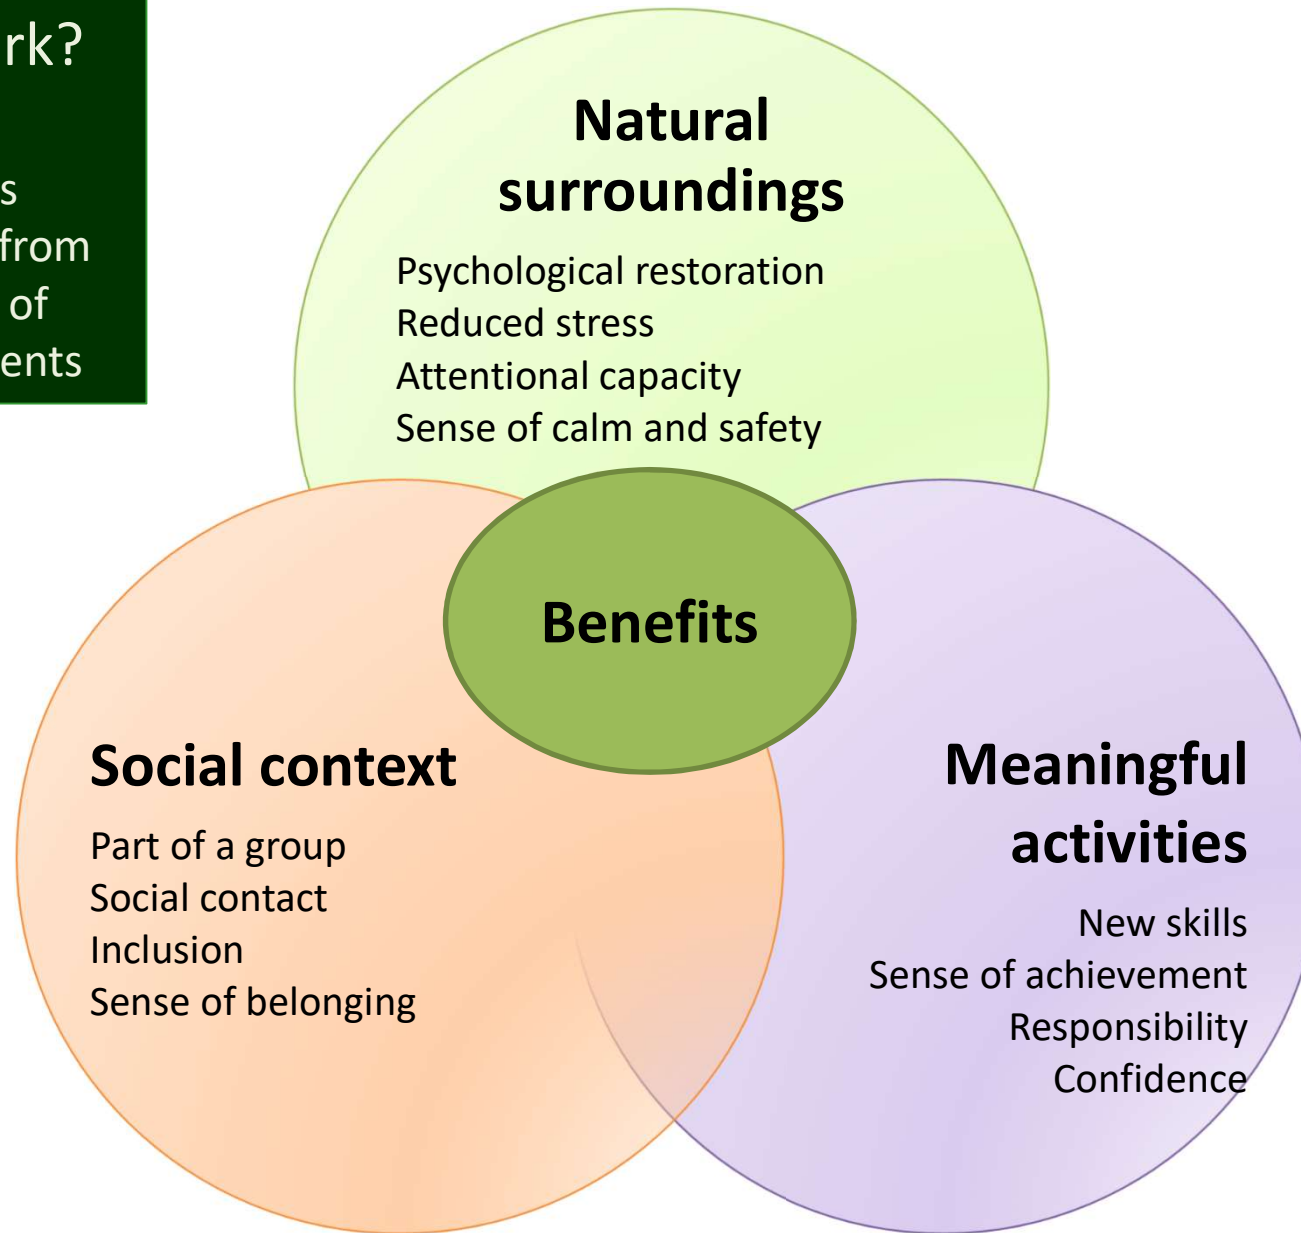 rk?
s
from
of
ents
Natural
surroundings
Psychological restoration
Reduced stress
Attentional capacity
Sense of calm and safety
Benefits
Social context
Part of a group
Social contact
Inclusion
Sense of belonging
Meaningful
activities
New skills
Sense of achievement
Responsibility
Confidence